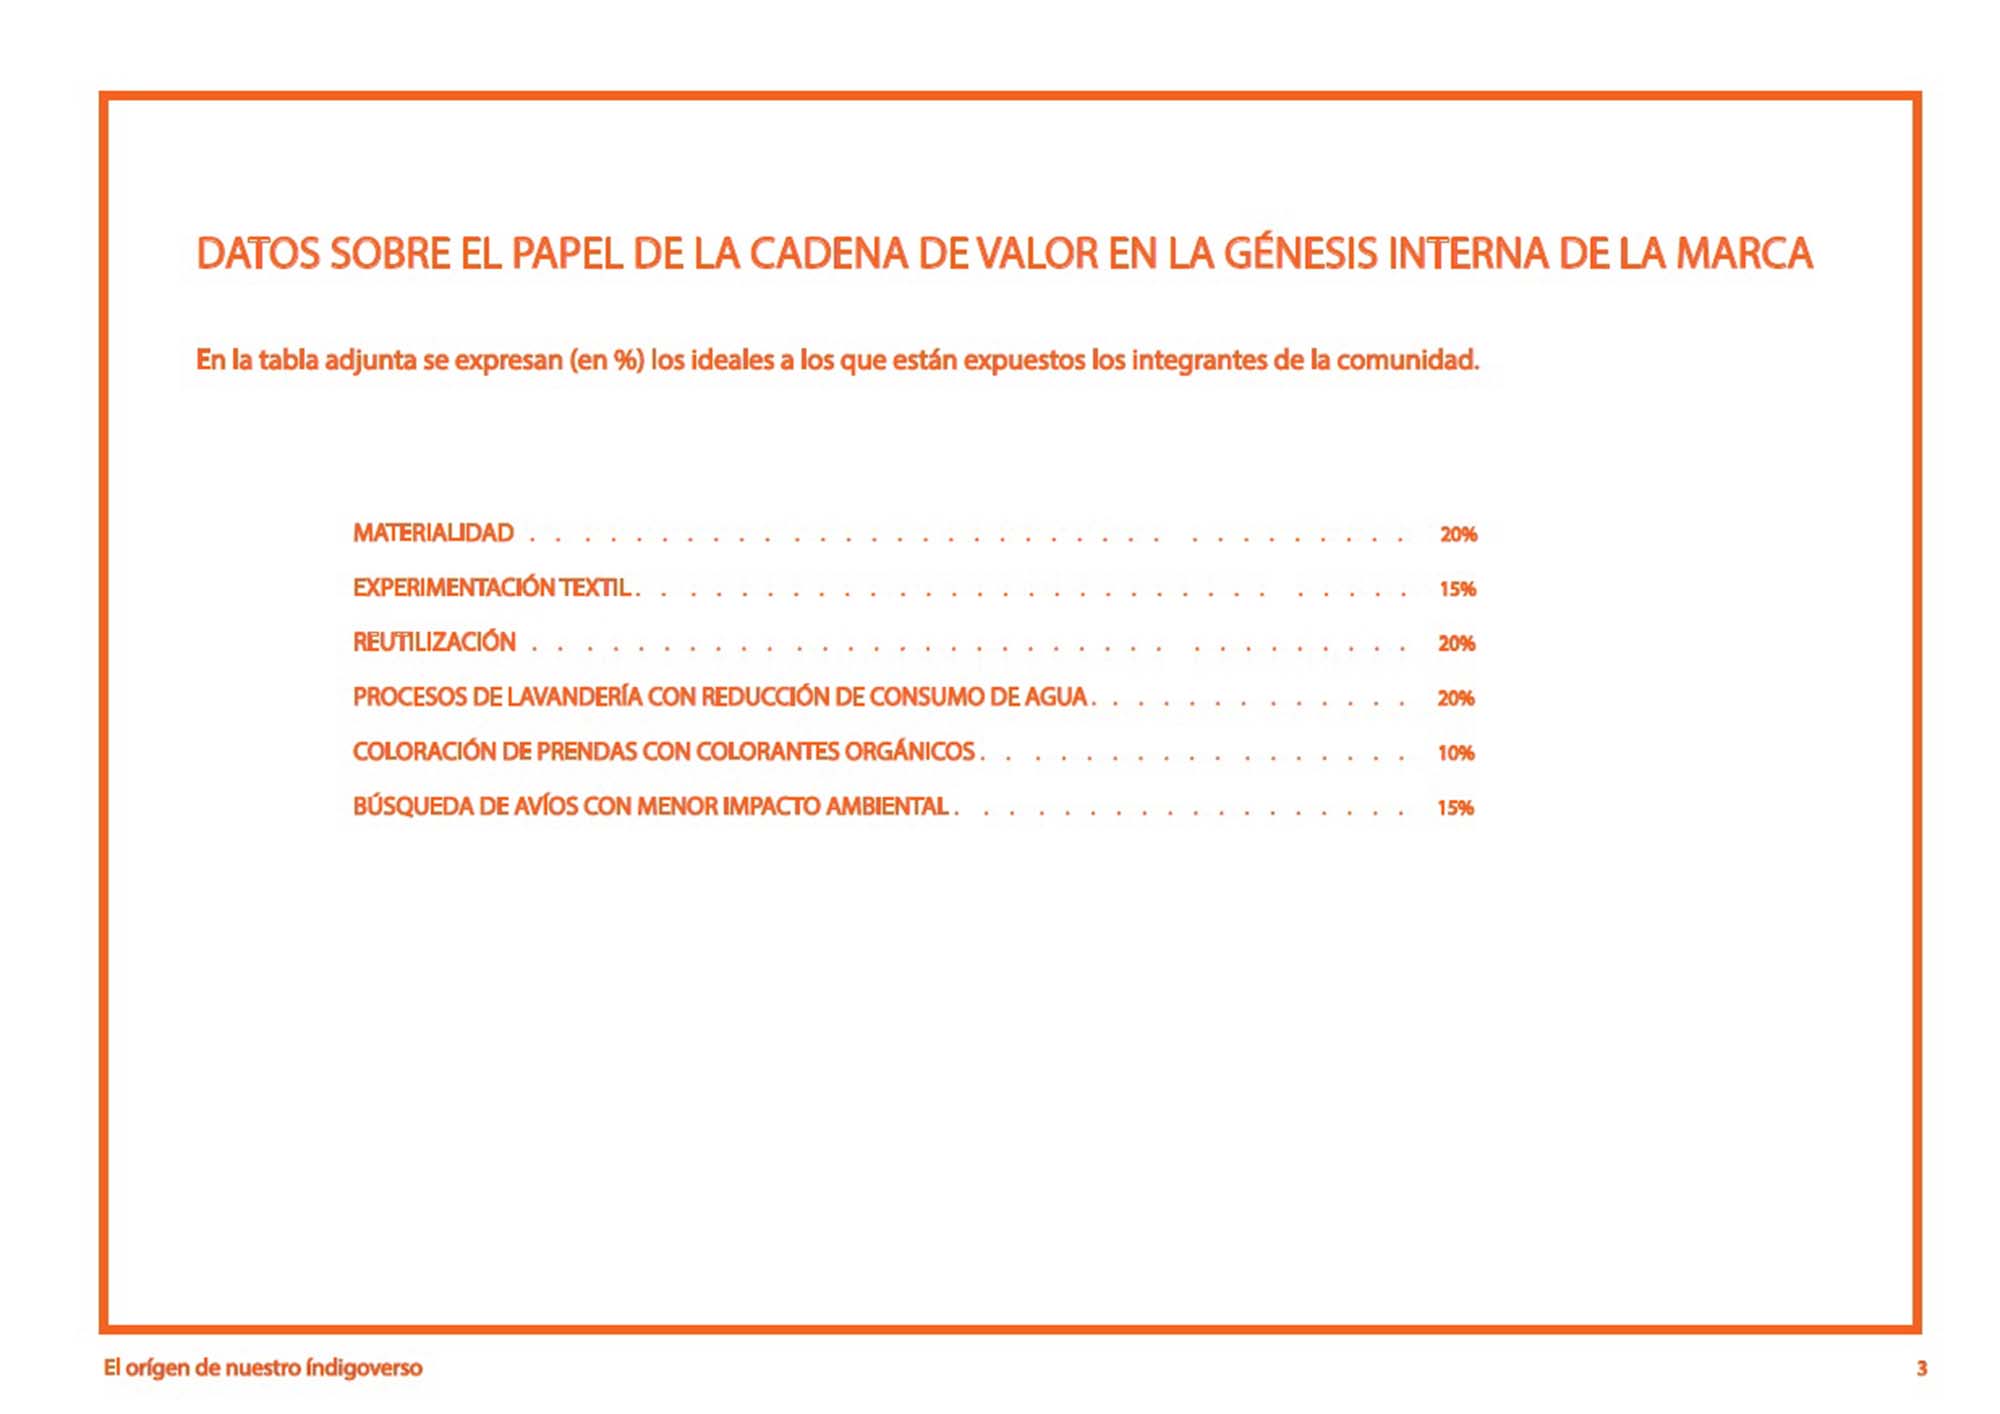 DATOS SOBRE EL PAPEL DE LA CADENA DE VALOR EN LA GÉNESIS INTERNA DE LA MARCA
En la tabla adjunta se expresan (en %) los ideales a los que están expuestos los integrantes de la comunidad.
MATERIALIDAD . . . . . . . . . . . . . . . . . . . . . . . . . . . . . . . . . . 20%
EXPERIMENTACIÓN TEXTIL . . . . . . . . . . . . . . . . . . . . . . . . . . . . . . 15%
REUTILIZACIÓN . . . . . . . . . . . . . . . . . . . . . . . . . . . . . . . . . . 20%
PROCESOS DE LAVANDERÍA CON REDUCCIÓN DE CONSUMO DE AGUA . . . . . . . . . . . . . 20%
COLORACIÓN DE PRENDAS CON COLORANTES ORGÁNICOS . . . . . . . . . . . . . . . . . 10%
BÚSQUEDA DE AVÍOS CON MENOR IMPACTO AMBIENTAL . . . . . . . . . . . . . . . . . . 15%
El orígen de nuestro índigoverso 3